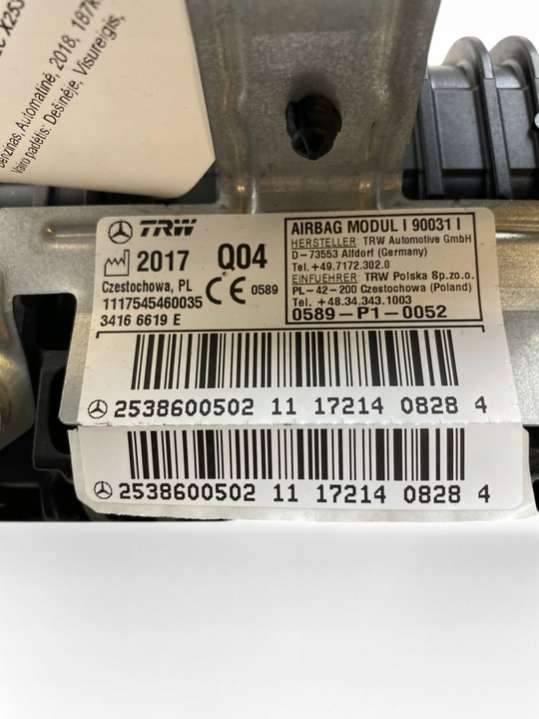 X253
Benzinas, Automatinė, 2018, 187k
Vairo padėtis: Dešinėje, Visureigis,
TRW
2017 Q04
Czestochowa, PL
1117545460035
CE 0589
3416 6619 E
AIRBAG MODUL I 90031 I
HERSTELLER TRW Automotive GmbH
D-73553 Alfdorf (Germany)
Tel.+49.7172.302.0
EINFUEHRER TRW Polska Sp.zo.o.
PL-42-200 Czestochowa (Poland)
Tel.+48.34.343.1003
0589-P1-0052
2538600502 11 17214 0828 4
2538600502 11 17214 0828 4